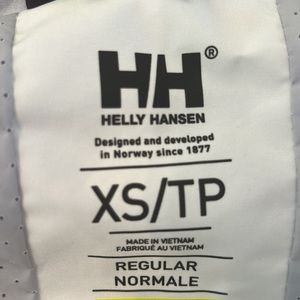 HH®
HELLY HANSEN
Designed and developed
in Norway since 1877
XS/TP
MADE IN VIETNAM
FABRIQUÉ AU VIETNAM
REGULAR
NORMALE